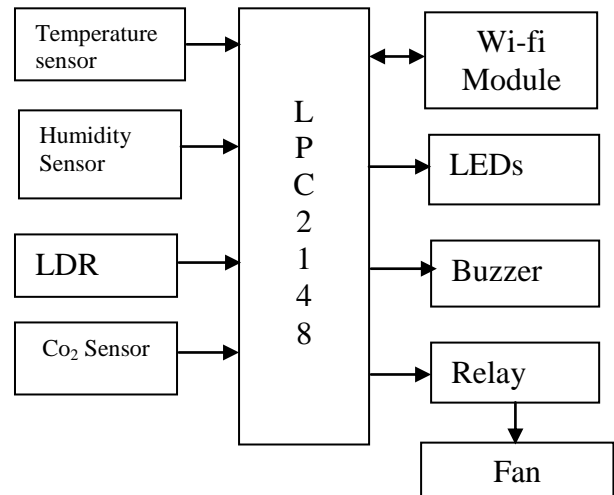 Temperature
sensor
Humidity
Sensor
LDR
Co₂ Sensor
L
P
C
2
1
4
8
Wi-fi
Module
LEDs
Buzzer
Relay
Fan